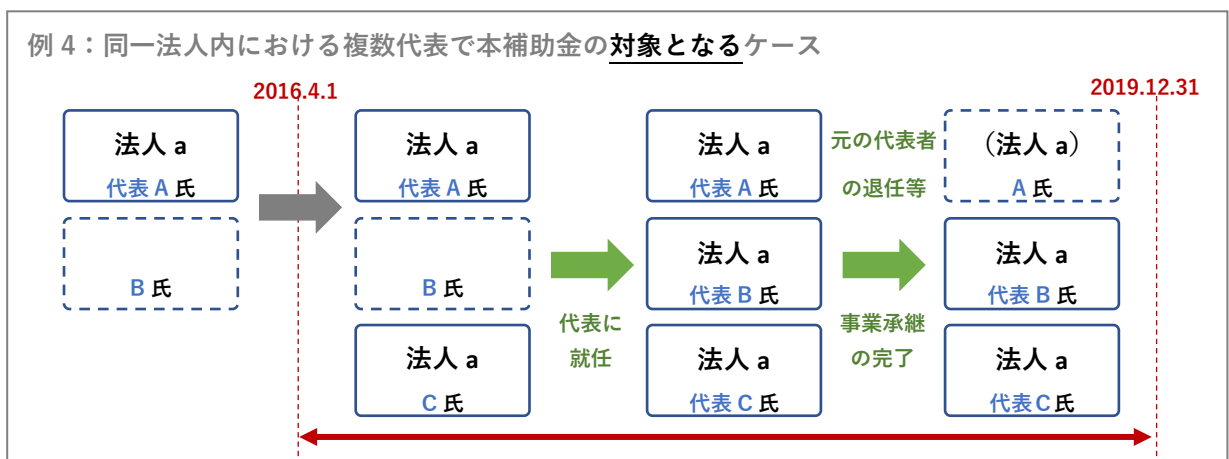 例 4：同一法人内における複数代表で本補助金の対象となるケース
2016.4.1
2019.12.31
法人 a
代表 A 氏
B 氏
法人 a
代表 A 氏
B 氏
法人 a
C 氏
代表に
就任
法人 a
代表 A 氏
法人 a
代表 B 氏
法人 a
代表 C 氏
元の代表者
の退任等
事業承継
の完了
（法人 a）
A 氏
法人 a
代表 B 氏
法人 a
代表 C 氏